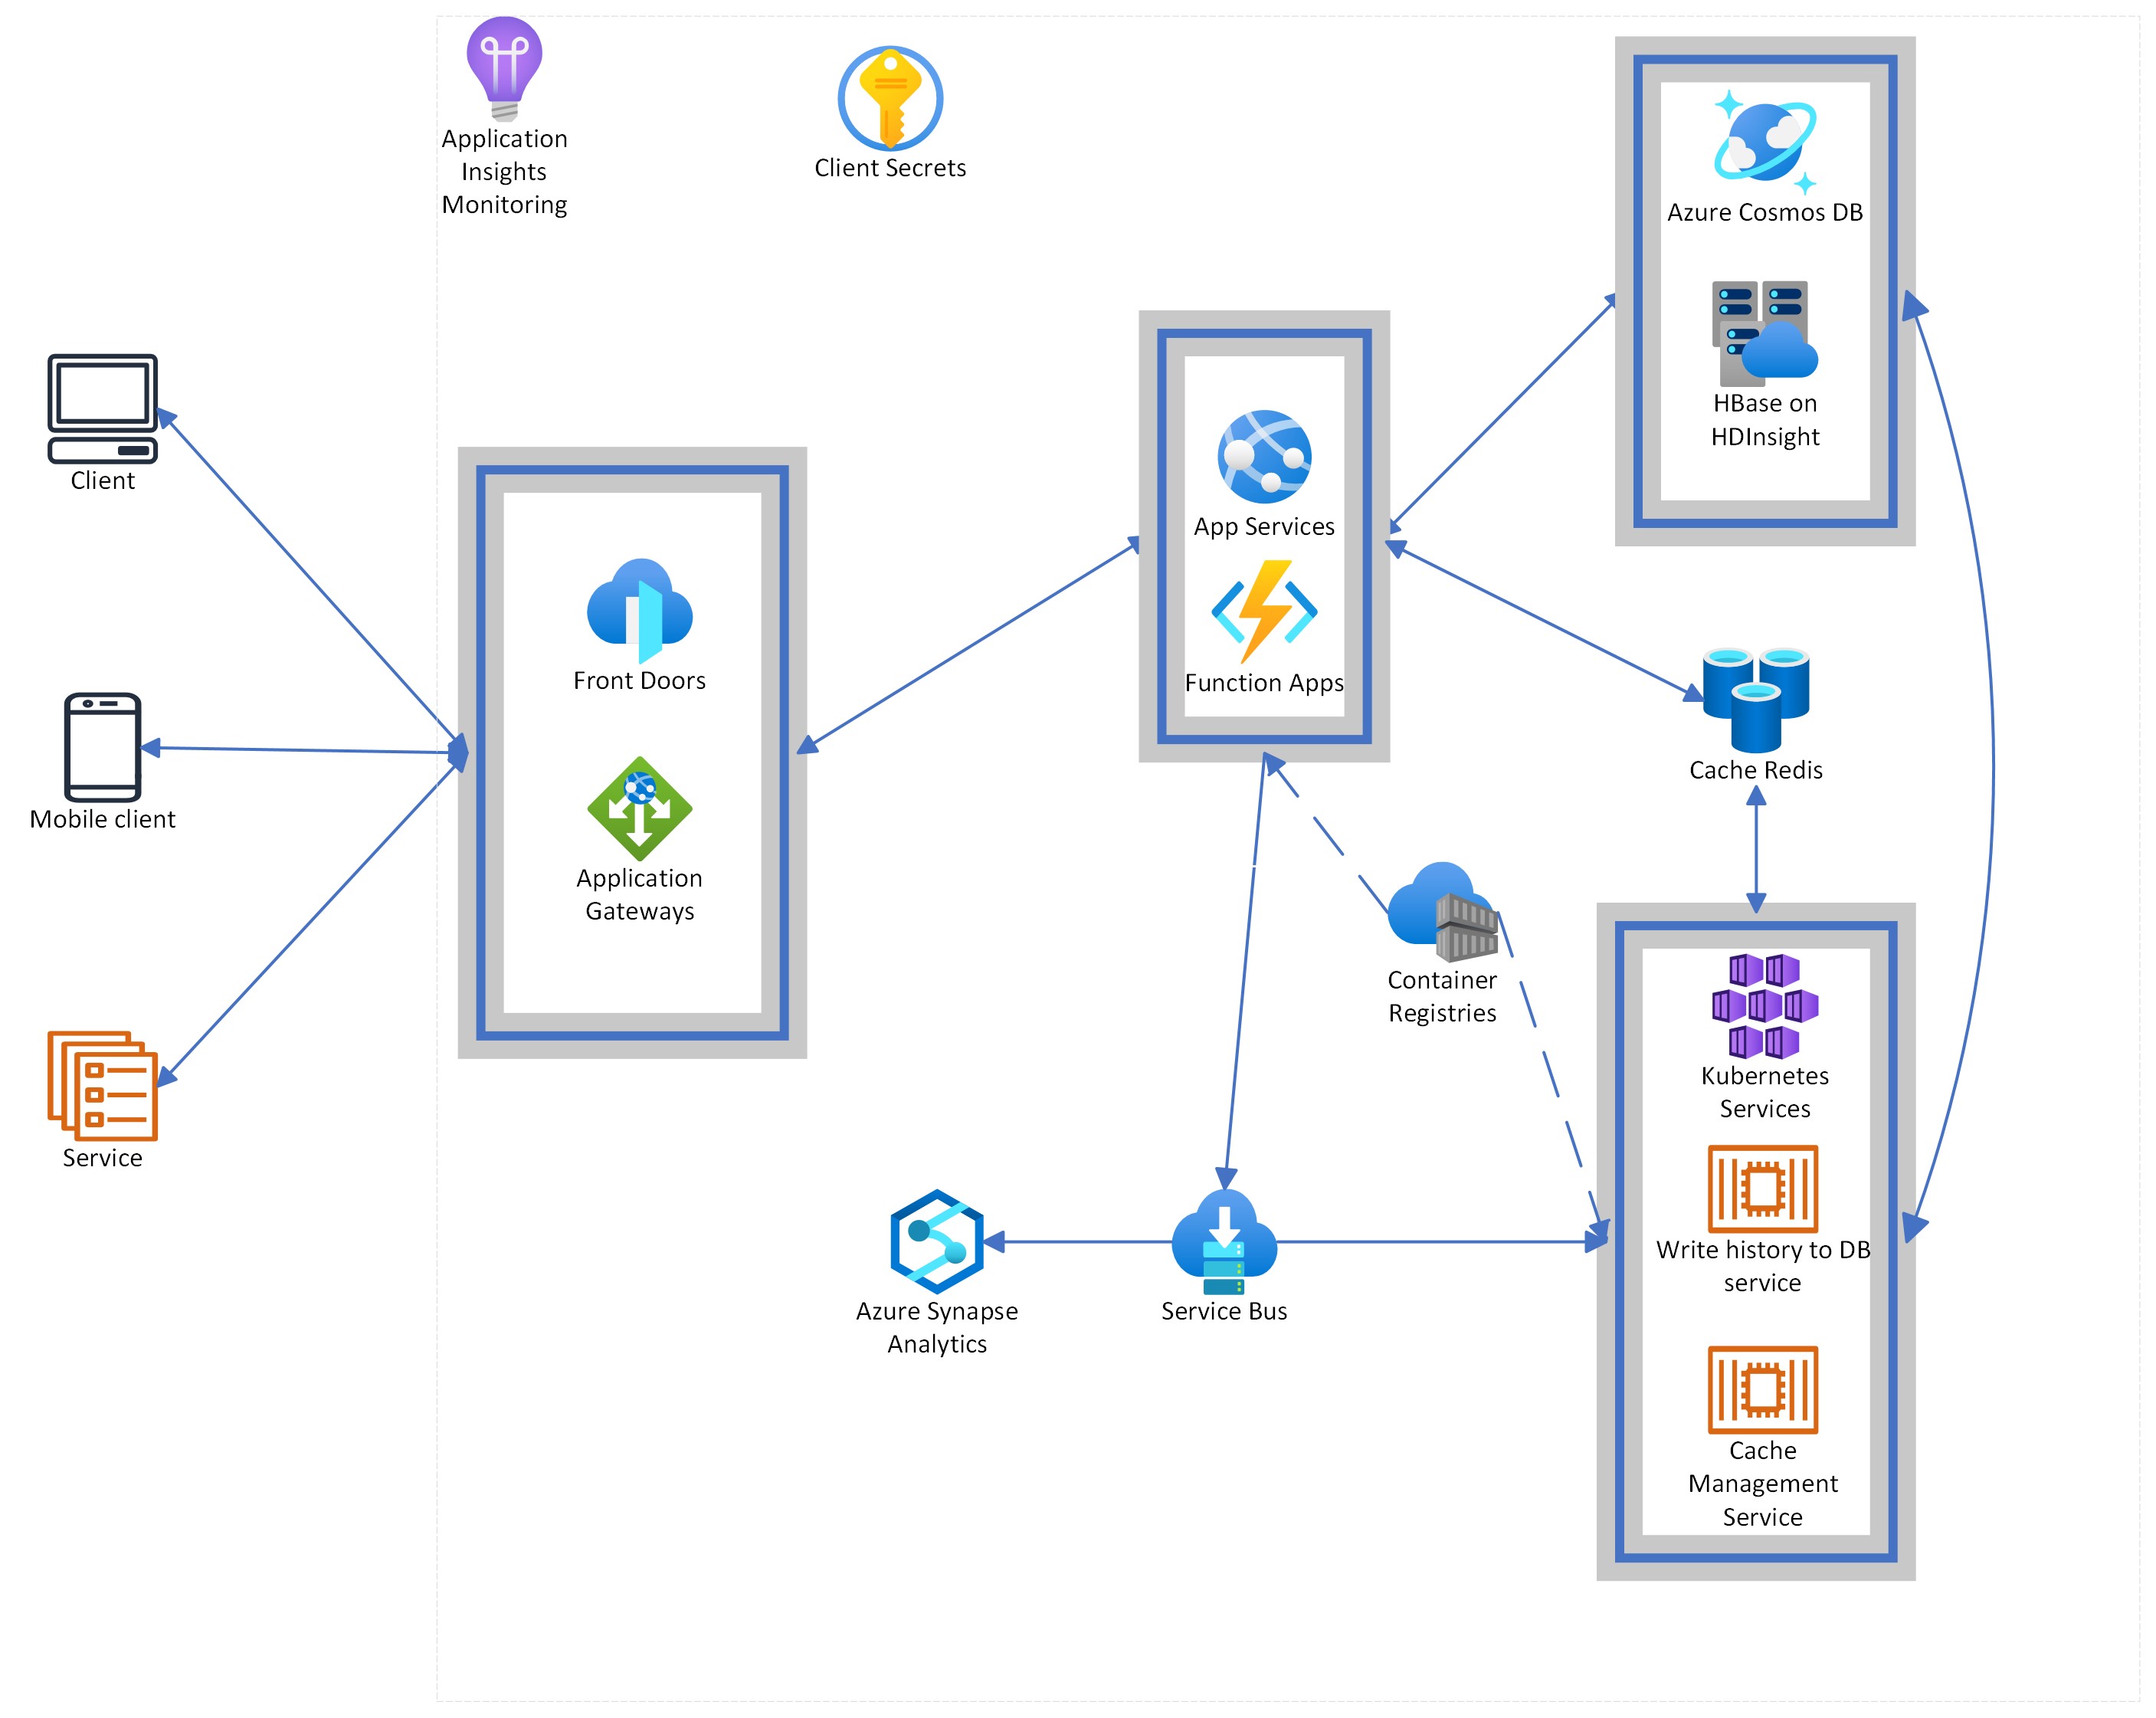 Application
Insights
Monitoring
Client Secrets
Azure Cosmos DB
HBase on
HDInsight
Client
App Services
Function Apps
Front Doors
Application
Gateways
Mobile client
Cache Redis
Container
Registries
Kubernetes
Services
Service
Write history to DB
service
Azure Synapse
Analytics
Service Bus
Cache
Management
Service